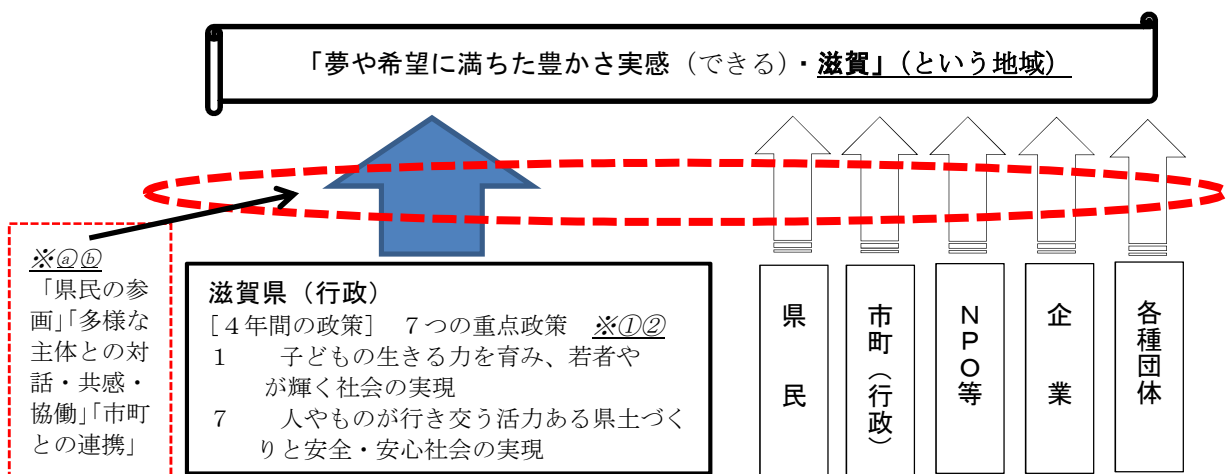 「夢や希望に満ちた豊かさ実感（できる）・滋賀」（という地域）
※ⓐⓑ
「県民の参
画」「多様な
主体との対
話・共感・
協働」「市町
との連携」
滋賀県（行政）
［４年間の政策］　７つの重点政策　※①②
１　　子どもの生きる力を育み、若者や
が輝く社会の実現
７　　人やものが行き交う活力ある県土づく
りと安全・安心社会の実現
県民
市町（行政）
ＮＰＯ等
企業
各種団体